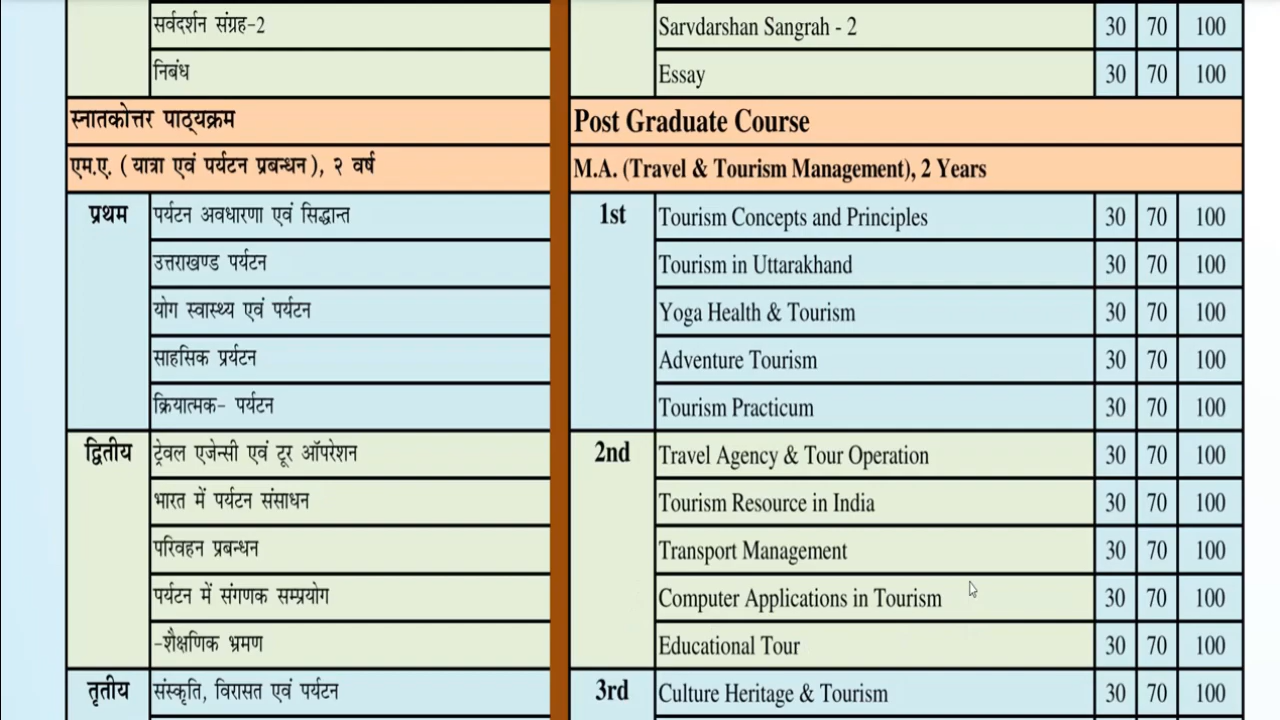 सर्वदर्शन संग्रह-2 Sarvdarshan Sangrah - 2 30 70 100
निबंध Essay 30 70 100
स्नातकोत्तर पाठ्यक्रम Post Graduate Course
एम.ए. (यात्रा एवं पर्यटन प्रबन्धन), २ वर्ष M.A. (Travel & Tourism Management), 2 Years
प्रथम पर्यटन अवधारणा एवं सिद्धान्त 1st Tourism Concepts and Principles 30 70 100
उत्तराखण्ड पर्यटन Tourism in Uttarakhand 30 70 100
योग स्वास्थ्य एवं पर्यटन Yoga Health & Tourism 30 70 100
साहसिक प्रर्यटन Adventure Tourism 30 70 100
क्रियात्मक- पर्यटन Tourism Practicum 30 70 100
द्वितीय ट्रेवल एजेन्सी एवं टूर ऑपरेशन 2nd Travel Agency & Tour Operation 30 70 100
भारत में पर्यटन संसाधन Tourism Resource in India 30 70 100
परिवहन प्रबन्धन Transport Management 30 70 100
पर्यटन में संगणक सम्प्रयोग Computer Applications in Tourism 30 70 100
-शैक्षणिक भ्रमण Educational Tour 30 70 100
तृतीय संस्कृति, विरासत एवं पर्यटन 3rd Culture Heritage & Tourism 30 70 100